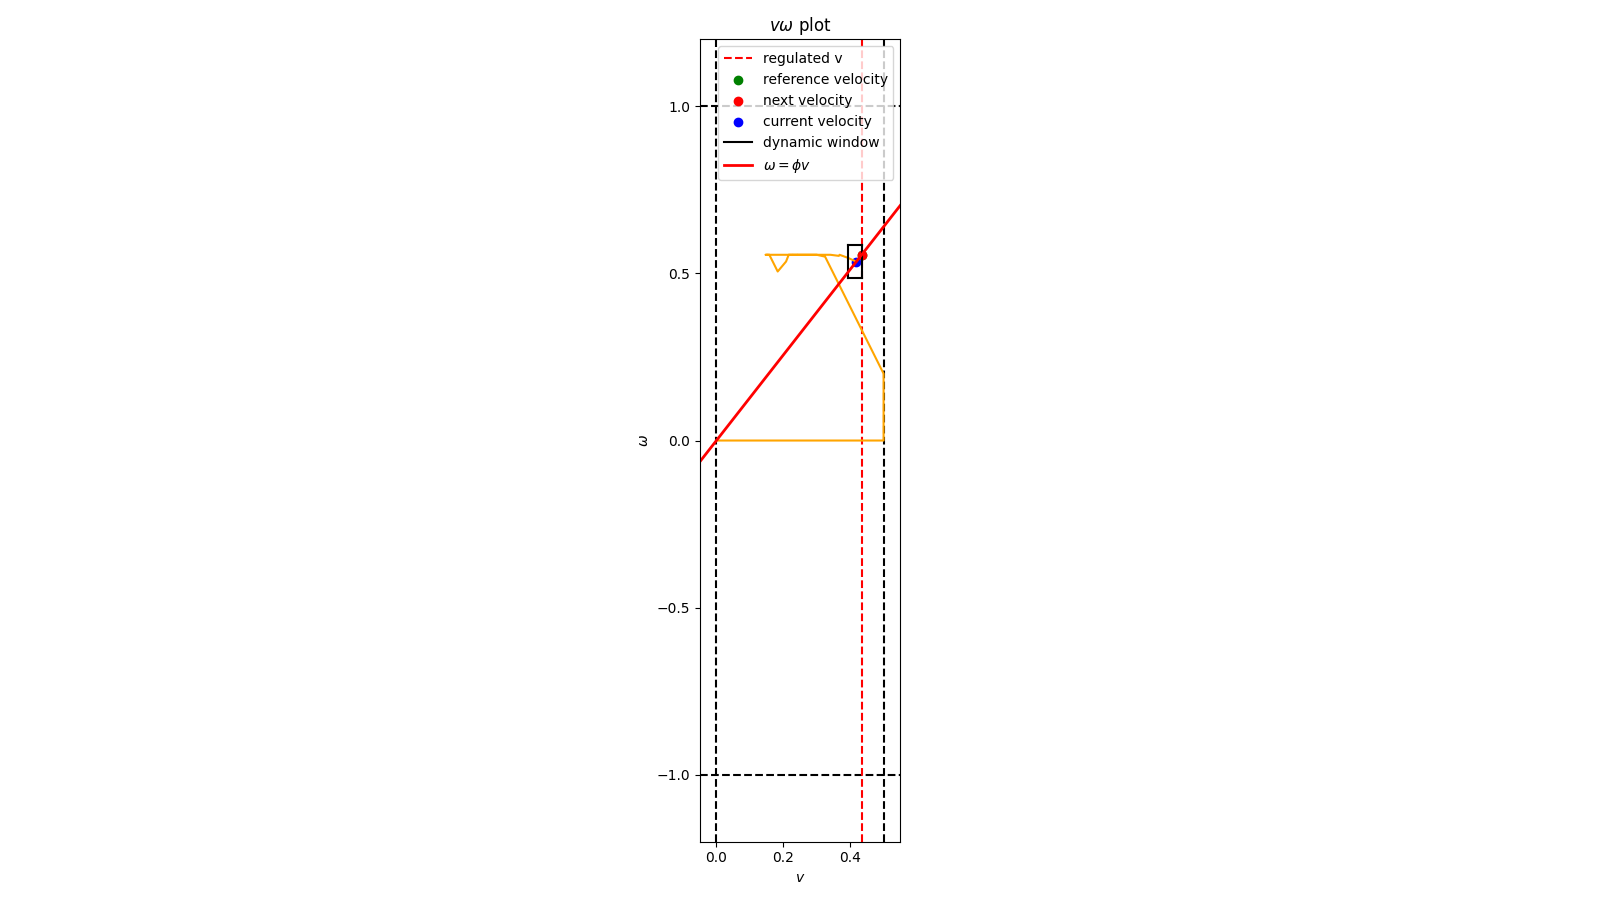 vω plot
regulated v
reference velocity
next velocity
current velocity
dynamic window
ω = ϕv
1.0
0.5
0.0
−0.5
−1.0
ω
0.0 0.2 0.4
v